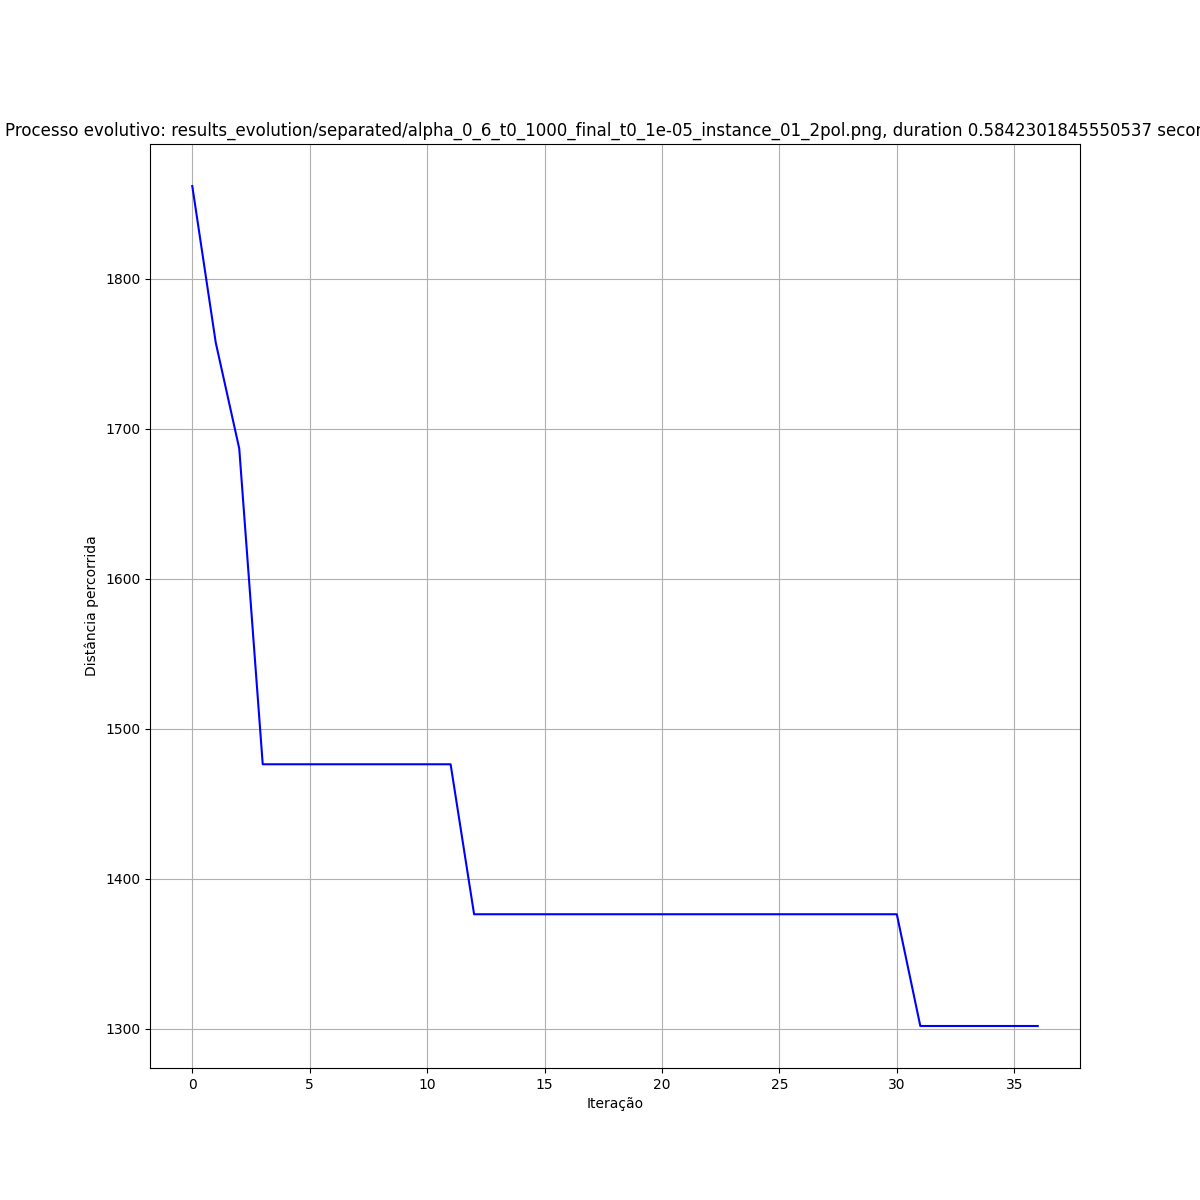 Processo evolutivo: results_evolution/separated/alpha_0_6_t0_1000_final_t0_1e-05_instance_01_2pol.png, duration 0.5842301845550537
1800
1700
1600
1500
1400
1300
Distância percorrida
0 5 10 15 20 25 30 35
Iteração